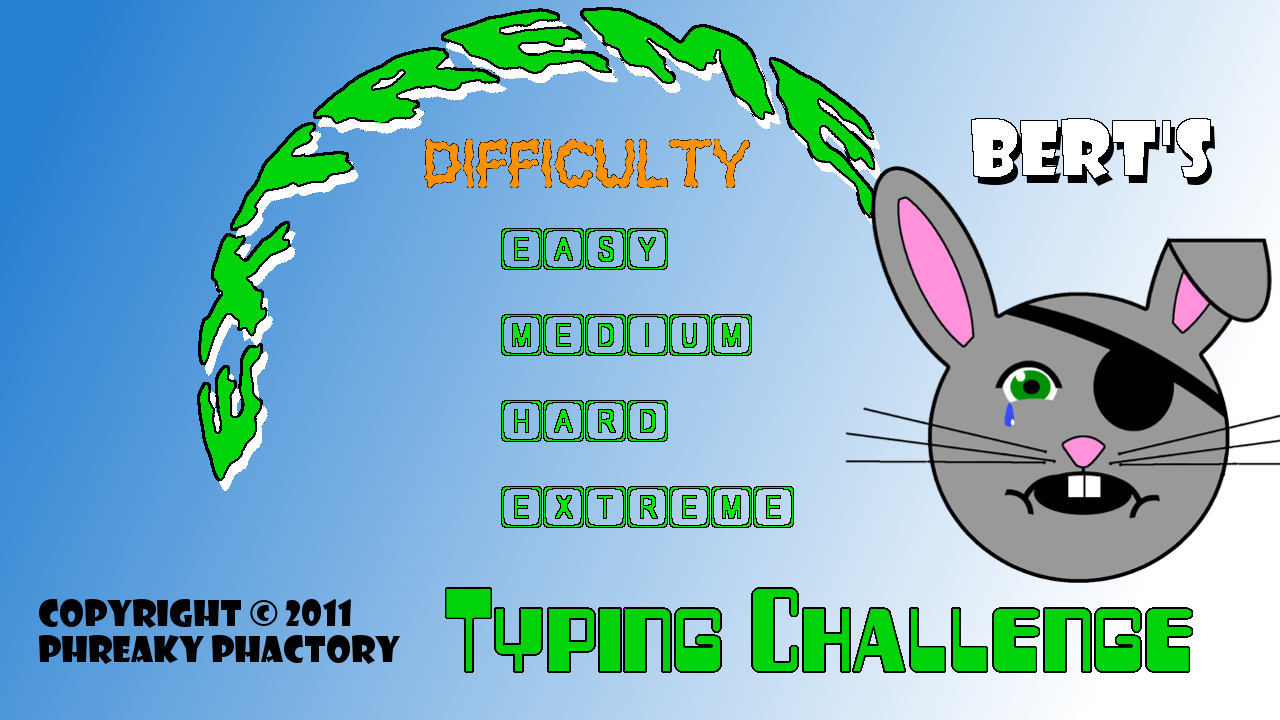 BERT'S
EXTREME
TYPING CHALLENGE
DIFFICULTY
EASY
MEDIUM
HARD
EXTREME
COPYRIGHT © 2011
PHREAKY PHACTORY